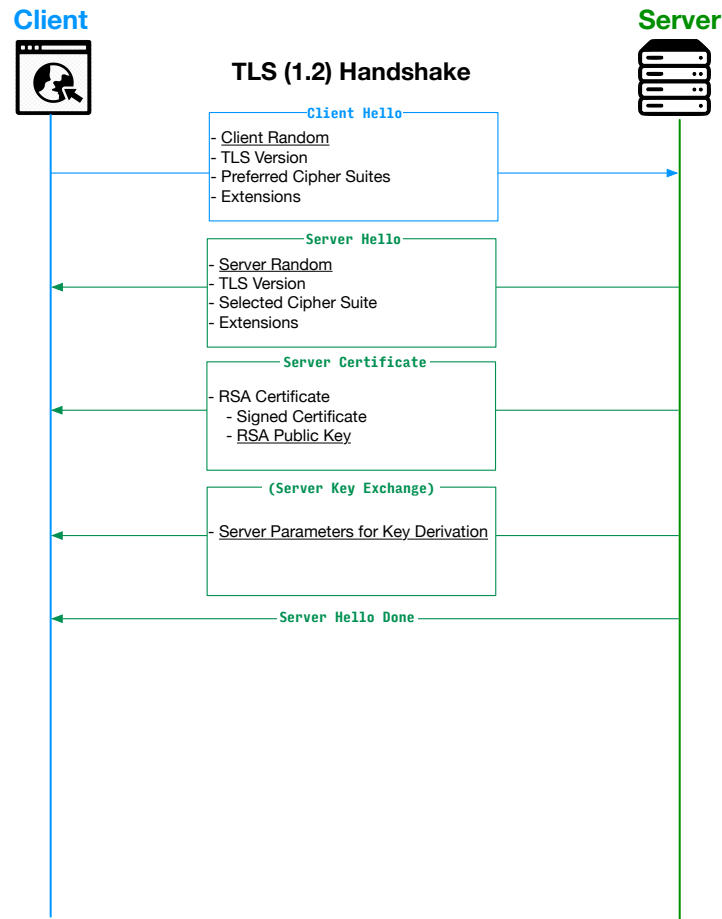 Client
Server
TLS (1.2) Handshake
Client Hello
- Client Random
- TLS Version
- Preferred Cipher Suites
- Extensions
Server Hello
- Server Random
- TLS Version
- Selected Cipher Suite
- Extensions
Server Certificate
- RSA Certificate
- Signed Certificate
- RSA Public Key
(Server Key Exchange)
- Server Parameters for Key Derivation
Server Hello Done